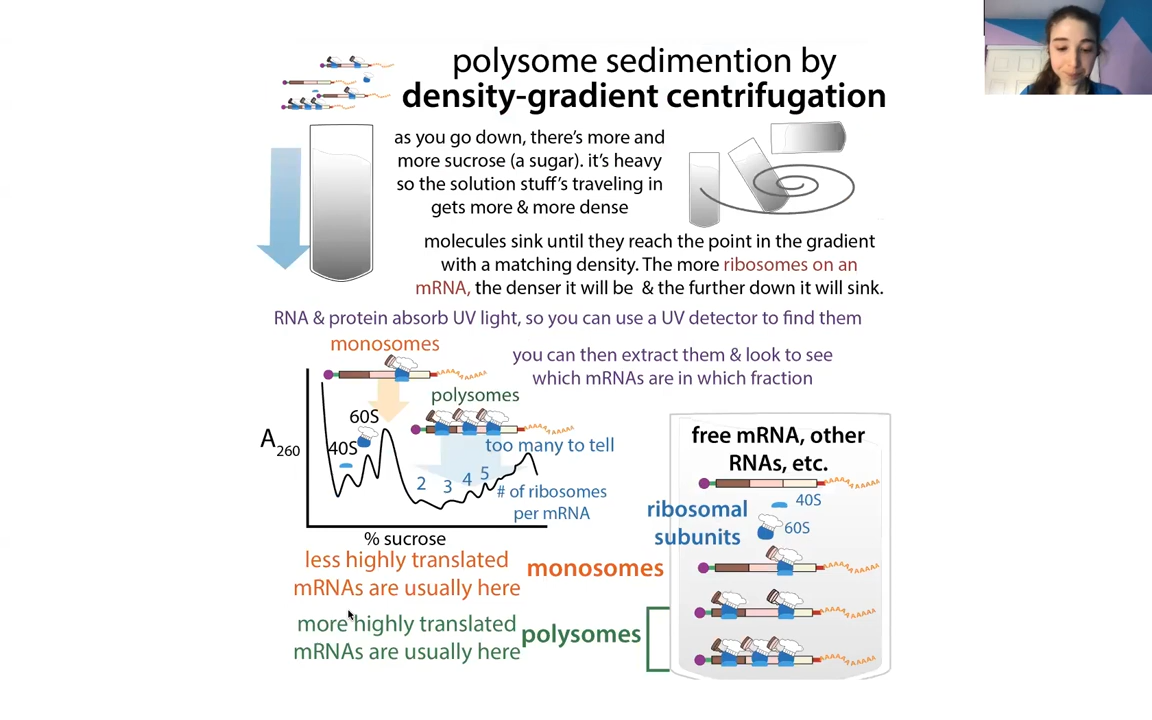 polysome sedimention by
density-gradient centrifugation
as you go down, there's more and
more sucrose (a sugar). it's heavy
so the solution stuff's traveling in
gets more & more dense
molecules sink until they reach the point in the gradient
with a matching density. The more ribosomes on an
mRNA, the denser it will be & the further down it will sink.
RNA & protein absorb UV light, so you can use a UV detector to find them
monosomes
you can then extract them & look to see
which mRNAs are in which fraction
polysomes
60S
40S
A260
too many to tell
2 3 4 5
# of ribosomes
per mRNA
% sucrose
less highly translated
mRNAs are usually here
more highly translated
mRNAs are usually here
free mRNA, other
RNAs, etc.
ribosomal
subunits
40S
60S
monosomes
polysomes